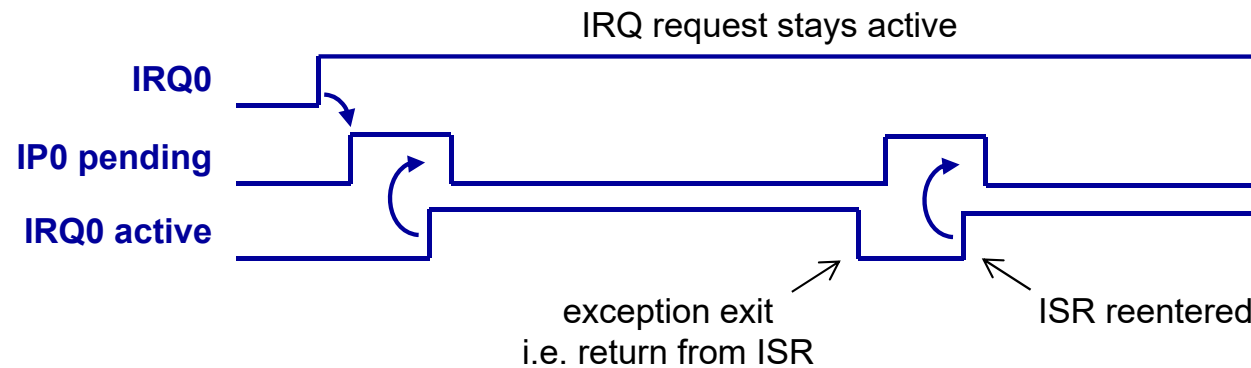 IRQ request stays active
IRQ0
IP0 pending
IRQ0 active
exception exit
i.e. return from ISR
ISR reentered